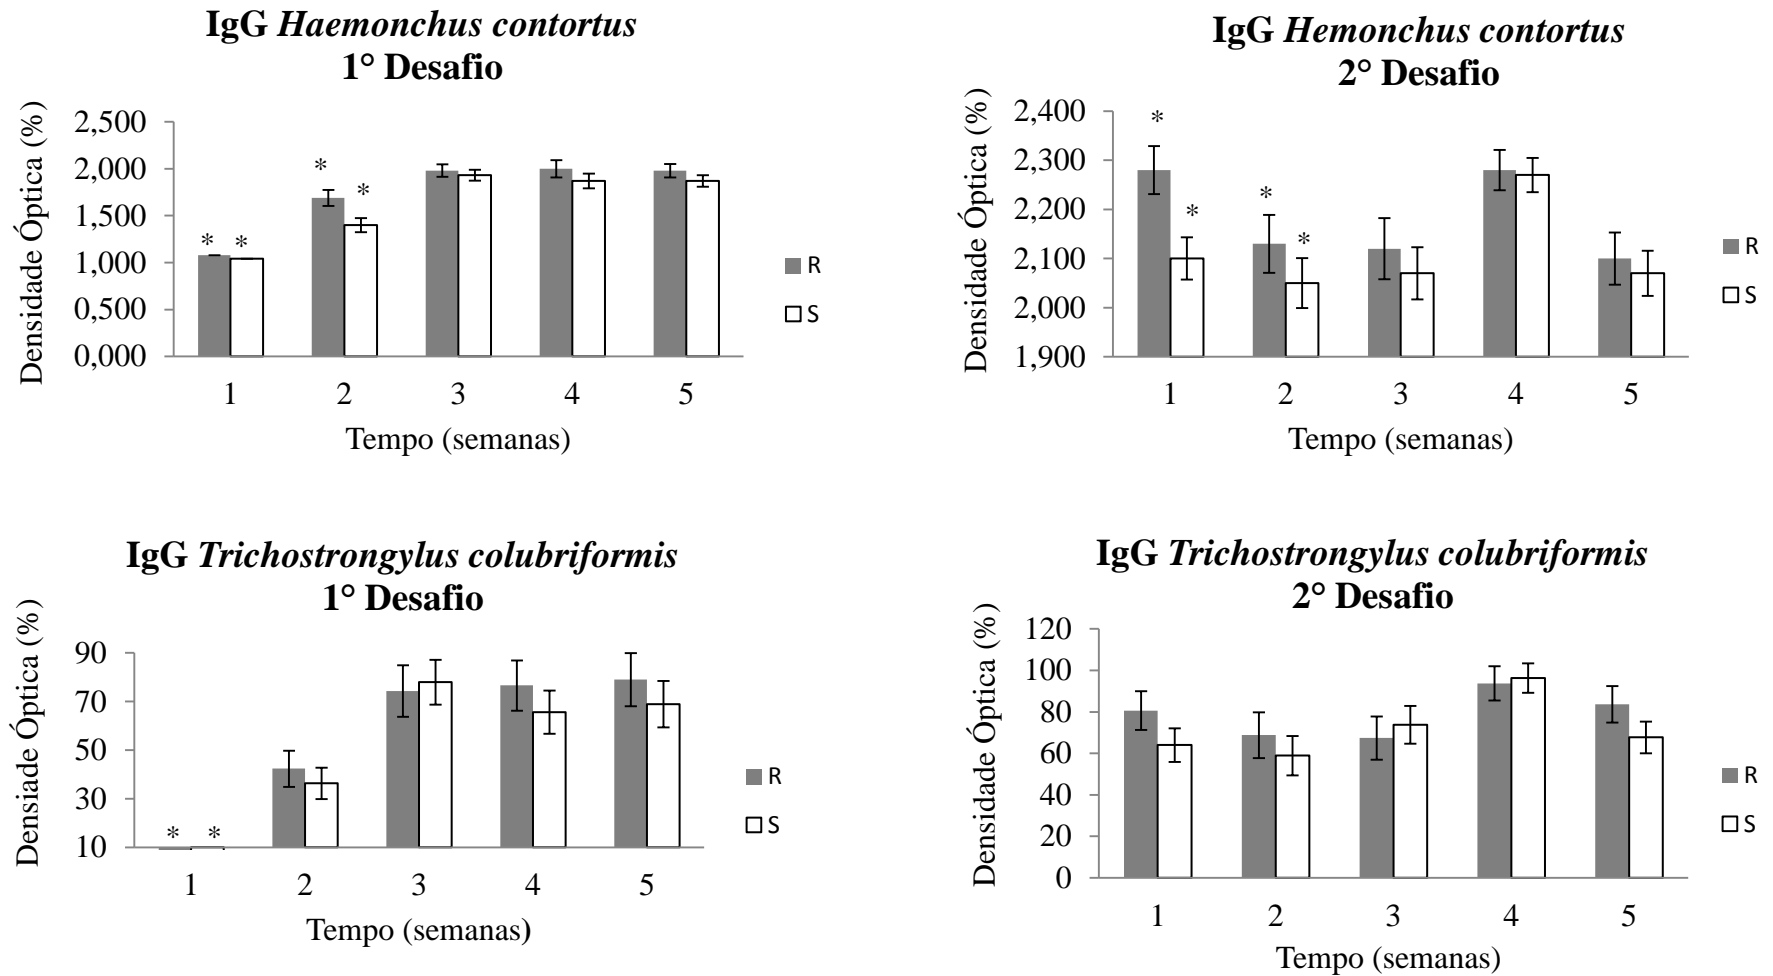 IgG Haemonchus contortus
1° Desafio
Densidade Óptica (%)
2,500
2,000
1,500
1,000
0,500
0,000
* * * *
1 2 3 4 5
Tempo (semanas)
R
S
IgG Hemonchus contortus
2° Desafio
Densidade Óptica (%)
2,400
2,300
2,200
2,100
2,000
1,900
* * * *
1 2 3 4 5
Tempo (semanas)
R
S
IgG Trichostrongylus colubriformis
1° Desafio
Densiade Óptica (%)
90
70
50
30
10
* *
1 2 3 4 5
Tempo (semanas)
R
S
IgG Trichostrongylus colubriformis
2° Desafio
Densidade Óptica (%)
120
100
80
60
40
20
0
1 2 3 4 5
Tempo (semanas)
R
S